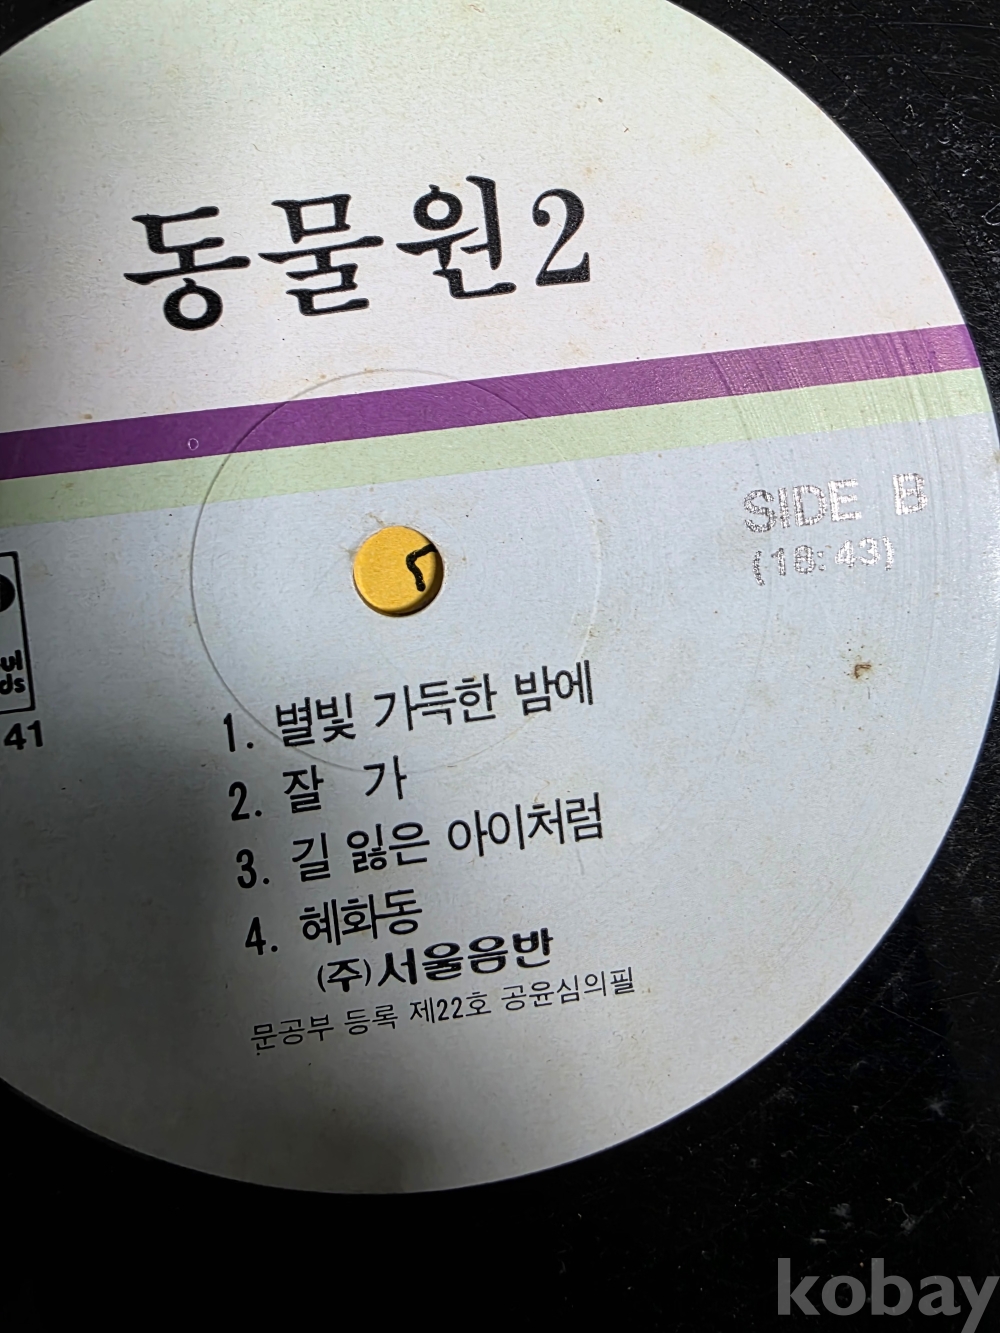 동물원2
SIDE B
(18:43)
ul
ds
41
1. 별빛 가득한 밤에
2. 잘 가
3. 길 잃은 아이처럼
4. 혜화동
(주)서울음반
문공부 등록 제22호 공윤심의필
kobay